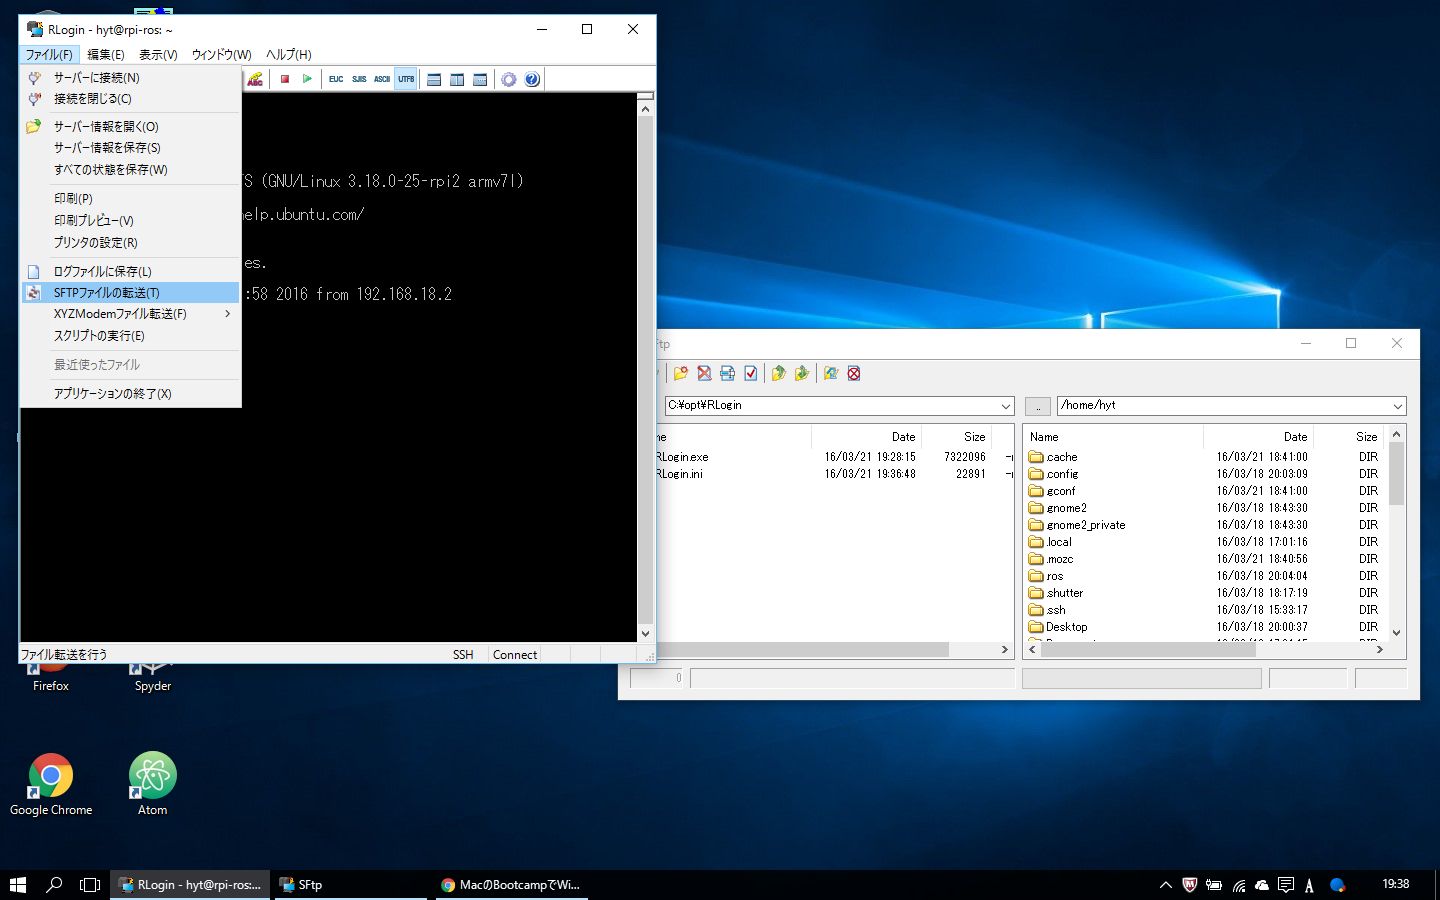 RLogin - hyt@rpi-ros: ~
ファイル(F) 編集(E) 表示(V) ウィンドウ(W) ヘルプ(H)
ABC EUC SJIS ASCII UTF8
サーバーに接続(N)
接続を閉じる(C)
サーバー情報を開く(O)
サーバー情報を保存(S)
すべての状態を保存(W)
印刷(P)
印刷プレビュー(V)
プリンタの設定(R)
ログファイルに保存(L)
SFTPファイルの転送(T)
XYZModemファイル転送(F)
スクリプトの実行(E)
最近使ったファイル
アプリケーションの終了(X)
TS (GNU/Linux 3.18.0-25-rpi2 armv7l)
help.ubuntu.com/
es.
:58 2016 from 192.168.18.2
ファイル転送を行う SSH Connect
ftp
C:¥opt¥RLogin
.. /home/hyt
me Date Size
RLogin.exe 16/03/21 19:28:15 7322096
RLogin.ini 16/03/21 19:36:48 22891
0
Name Date Size
.cache 16/03/21 18:41:00 DIR
.config 16/03/18 20:03:09 DIR
.gconf 16/03/21 18:41:00 DIR
.gnome2 16/03/18 18:43:30 DIR
.gnome2_private 16/03/18 18:43:30 DIR
.local 16/03/18 17:01:16 DIR
.mozc 16/03/21 18:40:56 DIR
.ros 16/03/18 20:04:04 DIR
.shutter 16/03/18 18:17:19 DIR
.ssh 16/03/18 15:33:17 DIR
Desktop 16/03/18 20:00:37 DIR
Firefox
Spyder
Google Chrome
Atom
RLogin - hyt@rpi-ros:... SFtp MacのBootcampでWi... A 19:38